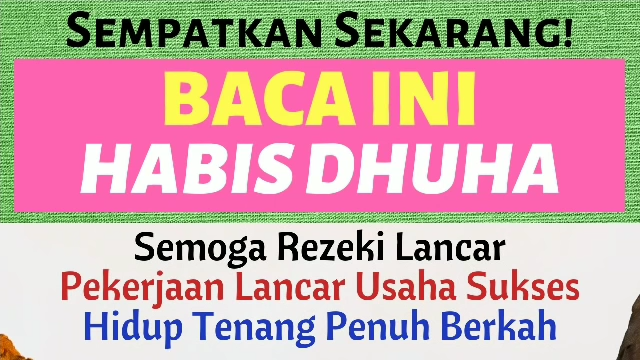 Sempatkan Sekarang!
BACA INI
HABIS DHUHA
Semoga Rezeki Lancar
Pekerjaan Lancar Usaha Sukses
Hidup Tenang Penuh Berkah